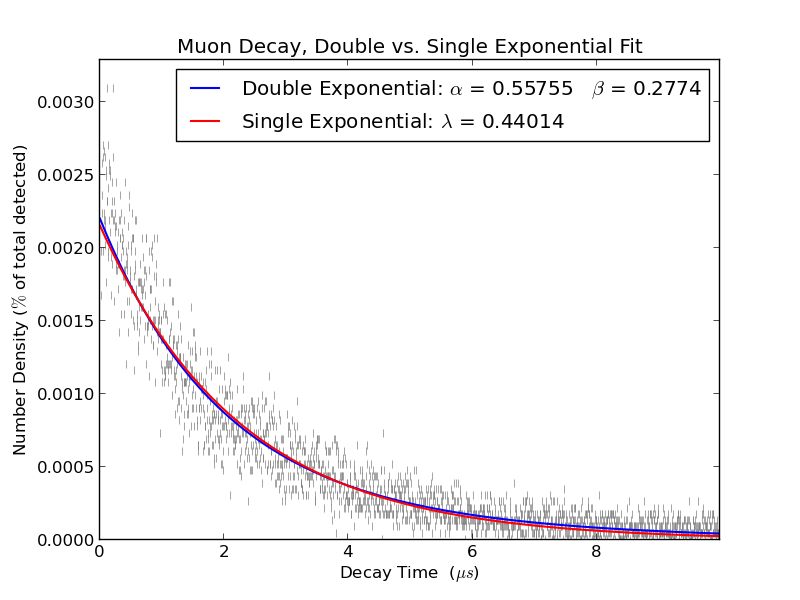 Muon Decay, Double vs. Single Exponential Fit
Double Exponential: α = 0.55755 β = 0.2774
Single Exponential: λ = 0.44014
0.0030
0.0025
0.0020
0.0015
0.0010
0.0005
0.0000
Number Density (% of total detected)
0 2 4 6 8
Decay Time (μs)